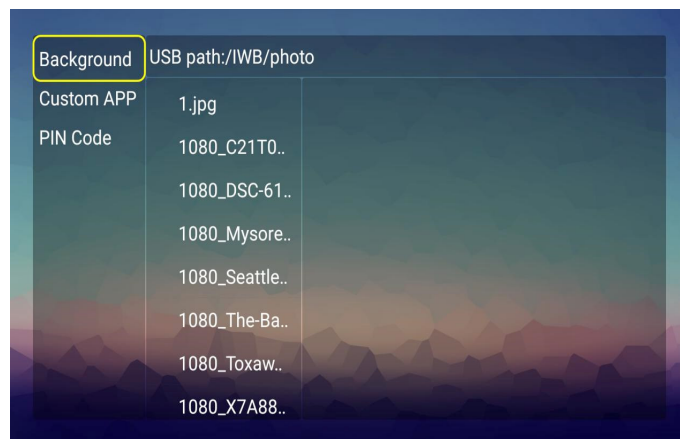 Background
USB path:/IWB/photo
Custom APP
PIN Code
1.jpg
1080_C21T0..
1080_DSC-61..
1080_Mysore..
1080_Seattle..
1080_The-Ba..
1080_Toxaw..
1080_X7A88..